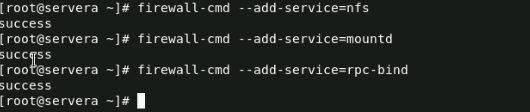 [root@servera ~]# firewall-cmd --add-service=nfs
success
[root@servera ~]# firewall-cmd --add-service=mountd
success
[root@servera ~]# firewall-cmd --add-service=rpc-bind
success
[root@servera ~]#